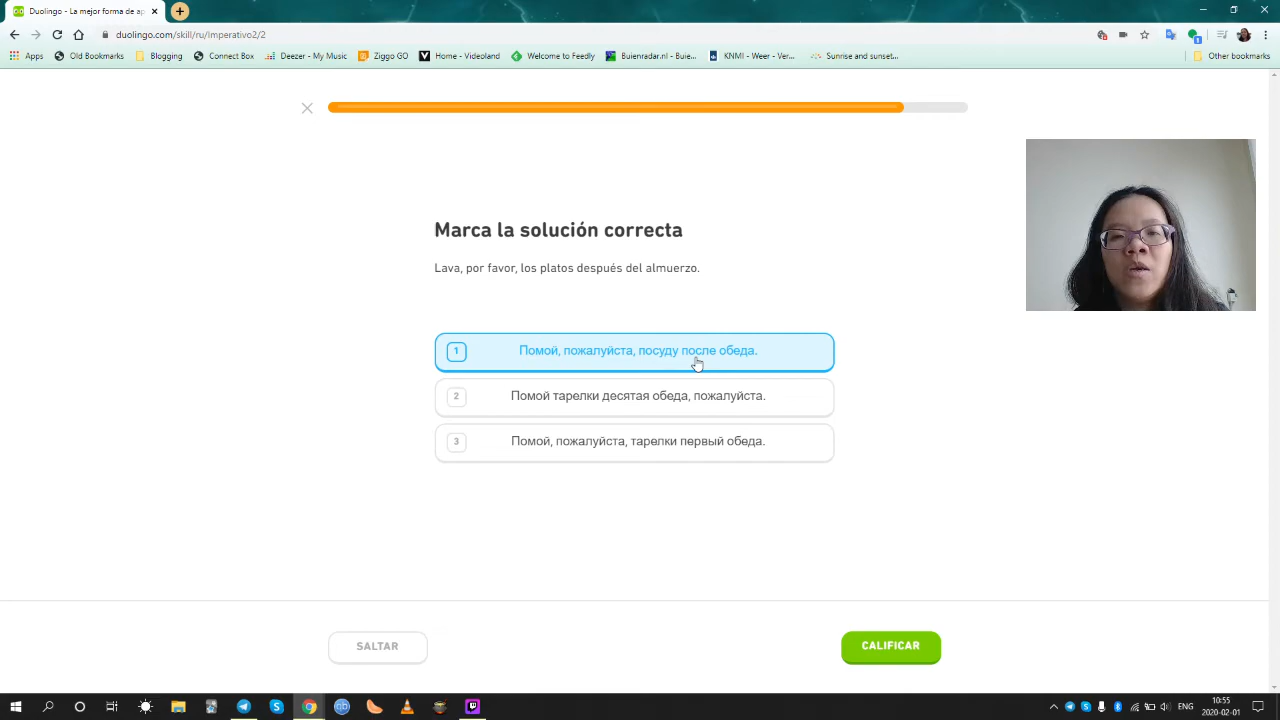 Duolingo - La mejor forma de ap
duolingo.com/skill/ru/Imperativo2/2
Apps
Old Bookmarks
Blogging
Connect Box
Deezer - My Music
Ziggo GO
Home - Videoland
Welcome to Feedly
Buienradar.nl - Buie...
KNMI - Weer - Ver...
Sunrise and sunset...
Other bookmarks
Marca la solución correcta
Lava, por favor, los platos después del almuerzo.
1 Помой, пожалуйста, посуду после обеда.
2 Помой тарелки десятая обеда, пожалуйста.
3 Помой, пожалуйста, тарелки первый обеда.
SALTAR
CALIFICAR
ENG
10:55
2020-02-01